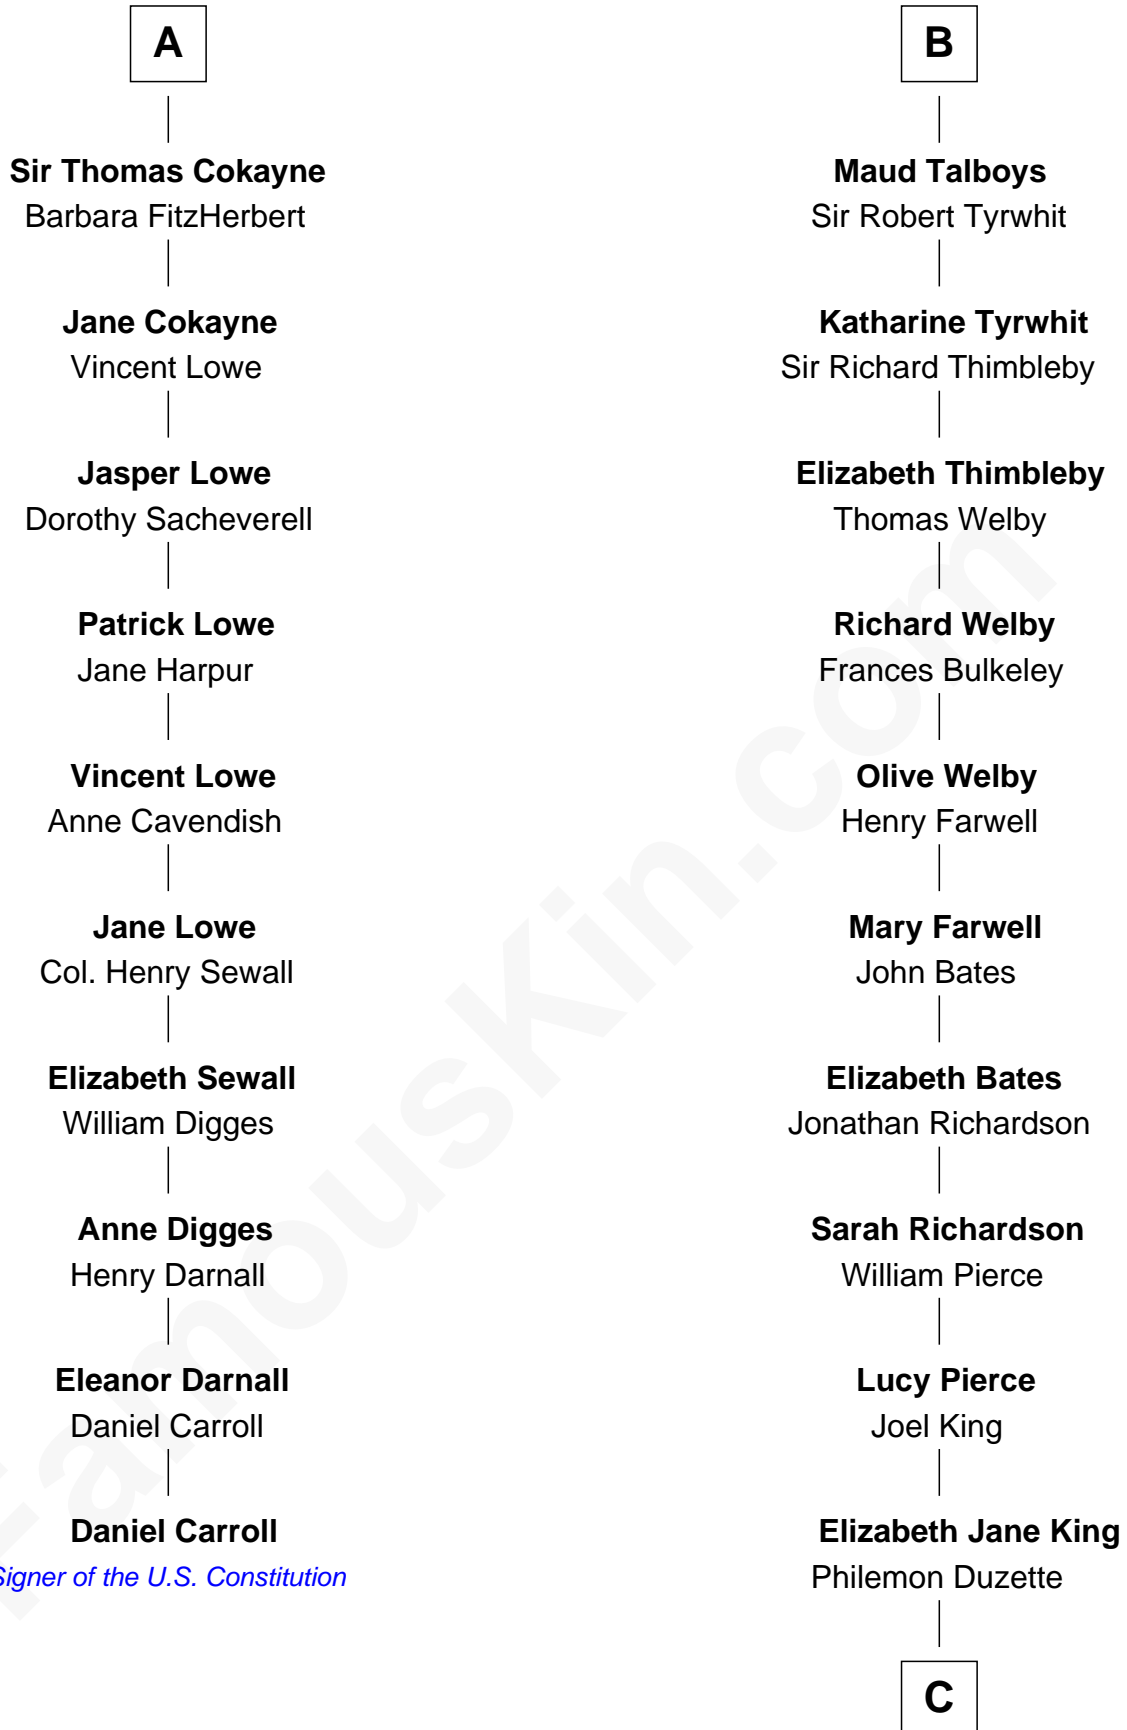 A
Sir Thomas Cokayne
Barbara FitzHerbert
Jane Cokayne
Vincent Lowe
Jasper Lowe
Dorothy Sacheverell
Patrick Lowe
Jane Harpur
Vincent Lowe
Anne Cavendish
Jane Lowe
Col. Henry Sewall
Elizabeth Sewall
William Digges
Anne Digges
Henry Darnall
Eleanor Darnall
Daniel Carroll
Daniel Carroll
Signer of the U.S. Constitution
B
Maud Talboys
Sir Robert Tyrwhit
Katharine Tyrwhit
Sir Richard Thimbleby
Elizabeth Thimbleby
Thomas Welby
Richard Welby
Frances Bulkeley
Olive Welby
Henry Farwell
Mary Farwell
John Bates
Elizabeth Bates
Jonathan Richardson
Sarah Richardson
William Pierce
Lucy Pierce
Joel King
Elizabeth Jane King
Philemon Duzette
C
FamousKin.com